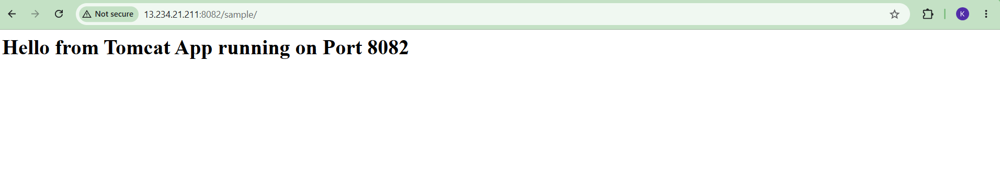 Not secure 13.234.21.211:8082/sample/ K
Hello from Tomcat App running on Port 8082